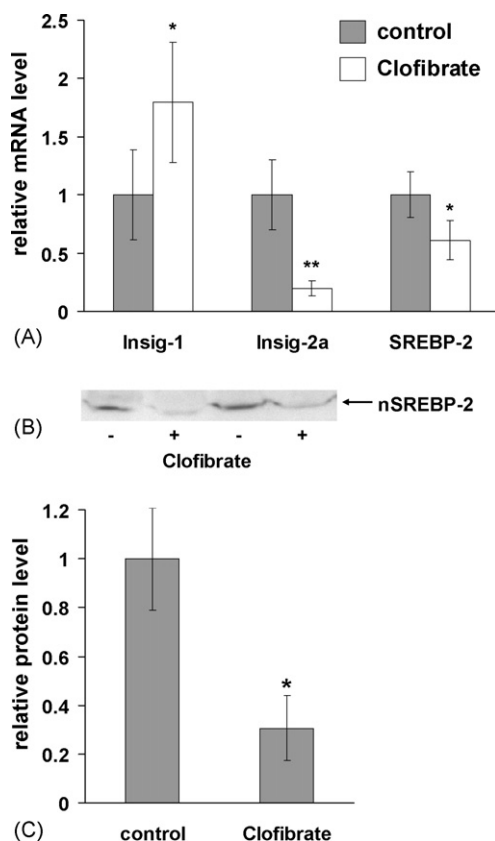 2.5
2
1.5
1
0.5
0
relative mRNA level
* ** *
control
Clofibrate
(A)
Insig-1 Insig-2a SREBP-2
nSREBP-2
(B)
- + - +
Clofibrate
1.2
1
0.8
0.6
0.4
0.2
0
relative protein level
*
(C)
control Clofibrate